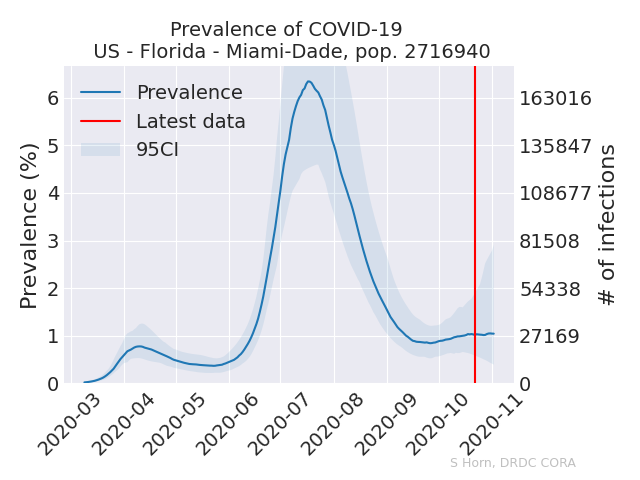 Prevalence of COVID-19
US - Florida - Miami-Dade, pop. 2716940
Prevalence
Latest data
95CI
Prevalence (%)
6
5
4
3
2
1
0
163016
135847
108677
81508
54338
27169
0
# of infections
2020-03
2020-04
2020-05
2020-06
2020-07
2020-08
2020-09
2020-10
2020-11
S Horn, DRDC CORA